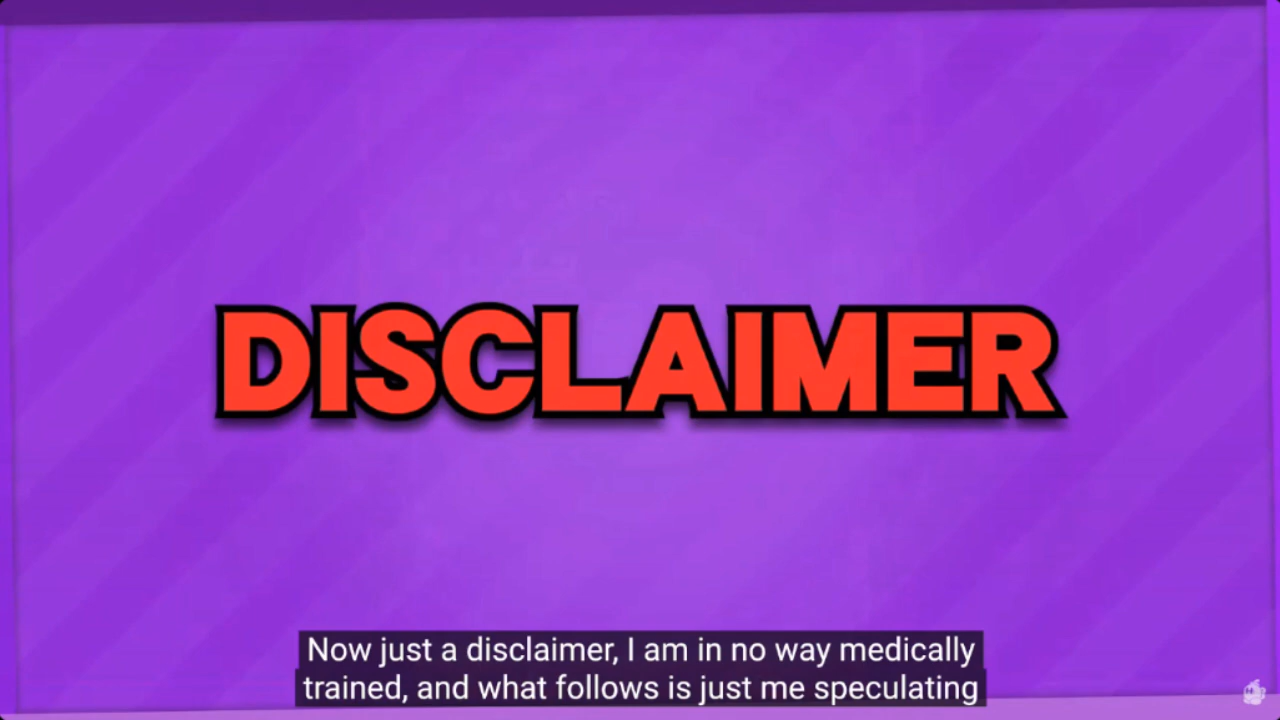 DISCLAIMER
Now just a disclaimer, I am in no way medically
trained, and what follows is just me speculating